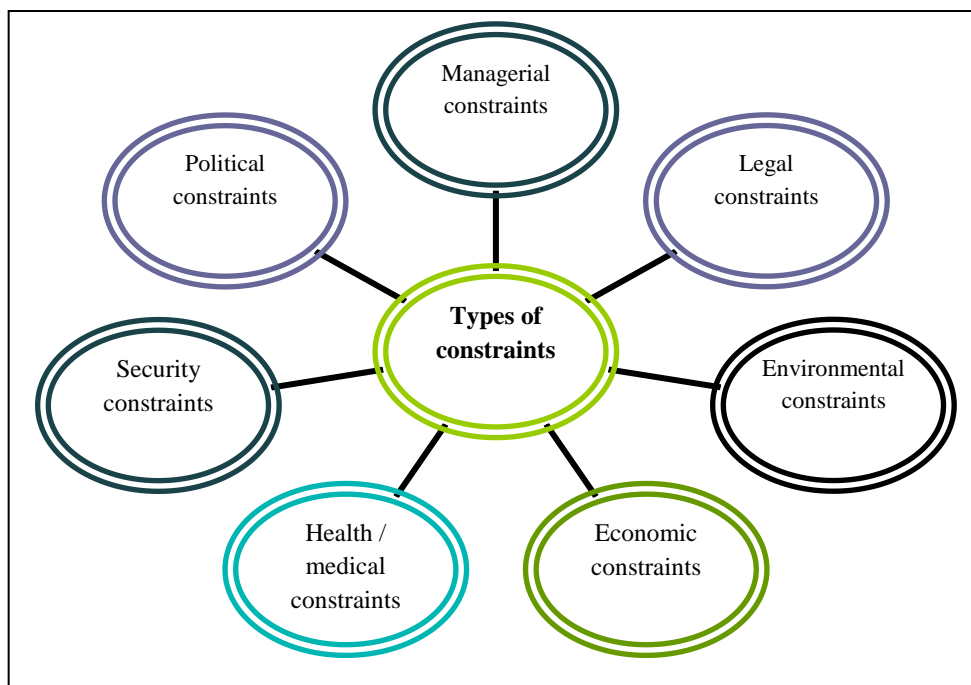 Managerial
constraints
Political
constraints
Legal
constraints
Types of
constraints
Security
constraints
Environmental
constraints
Health /
medical
constraints
Economic
constraints